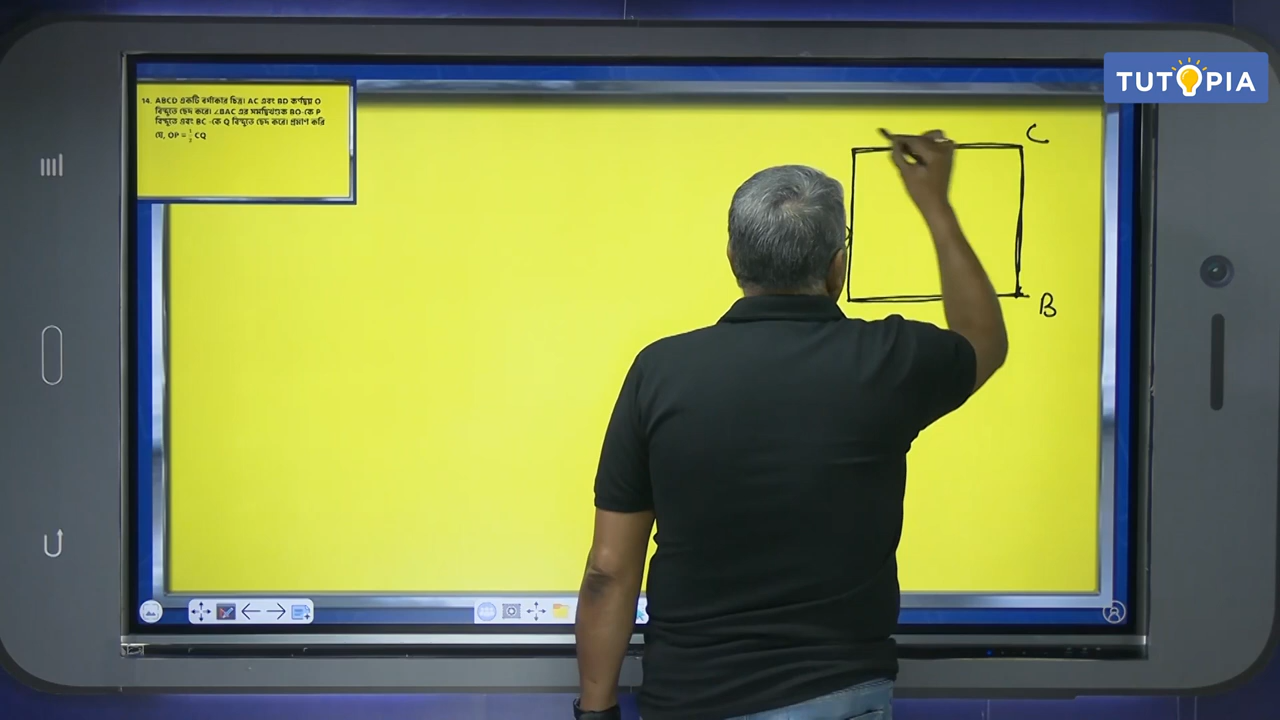 TUTOPIA
14. ABCD একটি বর্গাকার চিত্র। AC এবং BD কর্ণদ্বয় O
বিন্দুতে ছেদ করে। ∠BAC এর সমদ্বিখণ্ডক BO-কে P
বিন্দুতে এবং BC -কে Q বিন্দুতে ছেদ করে। প্রমাণ করি
যে, OP = ½ CQ
C
B